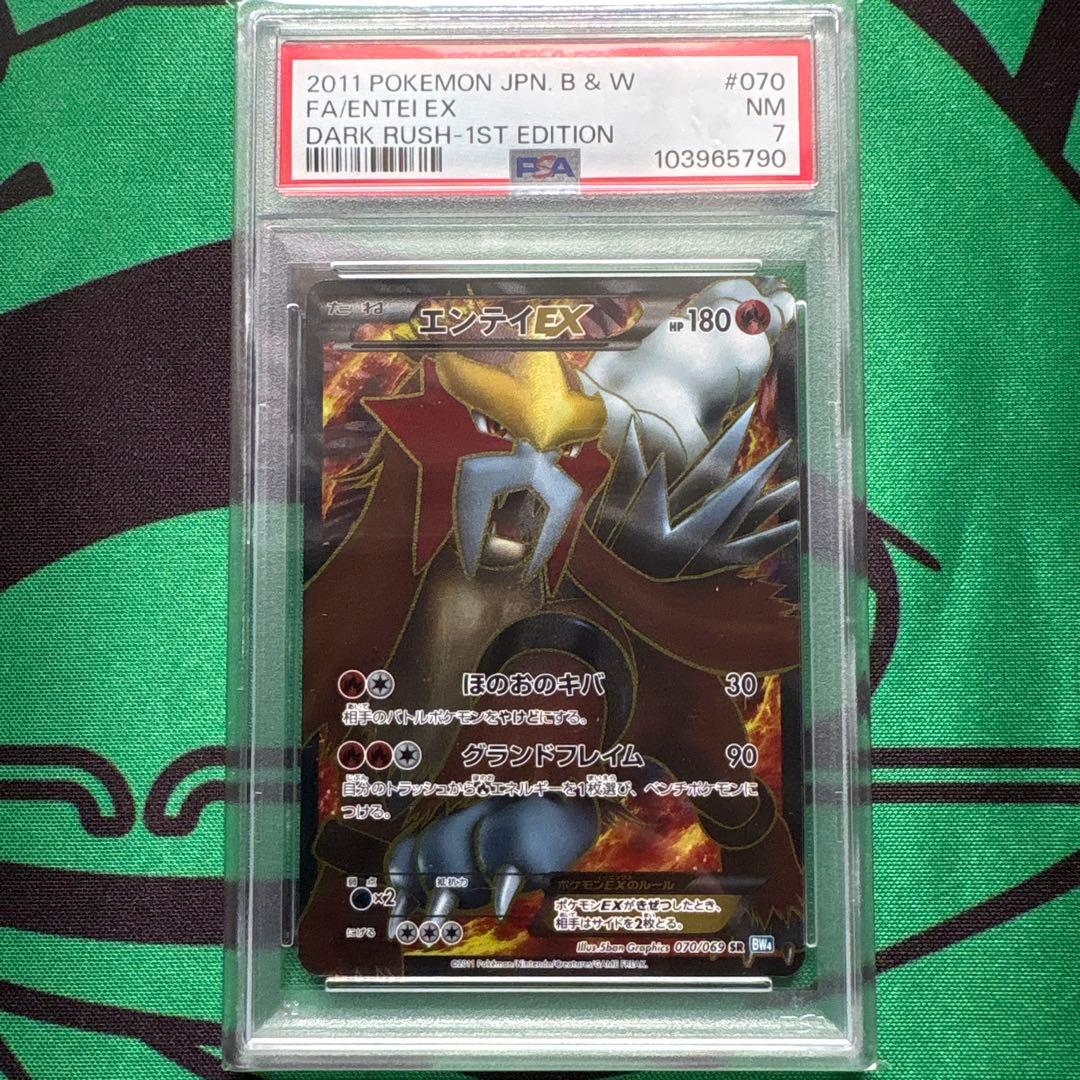 2011 POKEMON JPN. B & W #070
FA/ENTEI EX NM
DARK RUSH-1ST EDITION 7
PSA 103965790
たね エンテイEX HP 180
ほのおのキバ 30
相手のバトルポケモンをやけどにする。
グランドフレイム 90
自分のトラッシュからエネルギーを1枚選び、ベンチポケモンに
つける。
弱点 抵抗力
×2
にげる
ポケモンEXのルール
ポケモンEXがきぜつしたとき、
相手はサイドを2枚とる。
Illus. 5ban Graphics 070/069 SR BW4
©2011 Pokémon/Nintendo/Creatures/GAME FREAK.